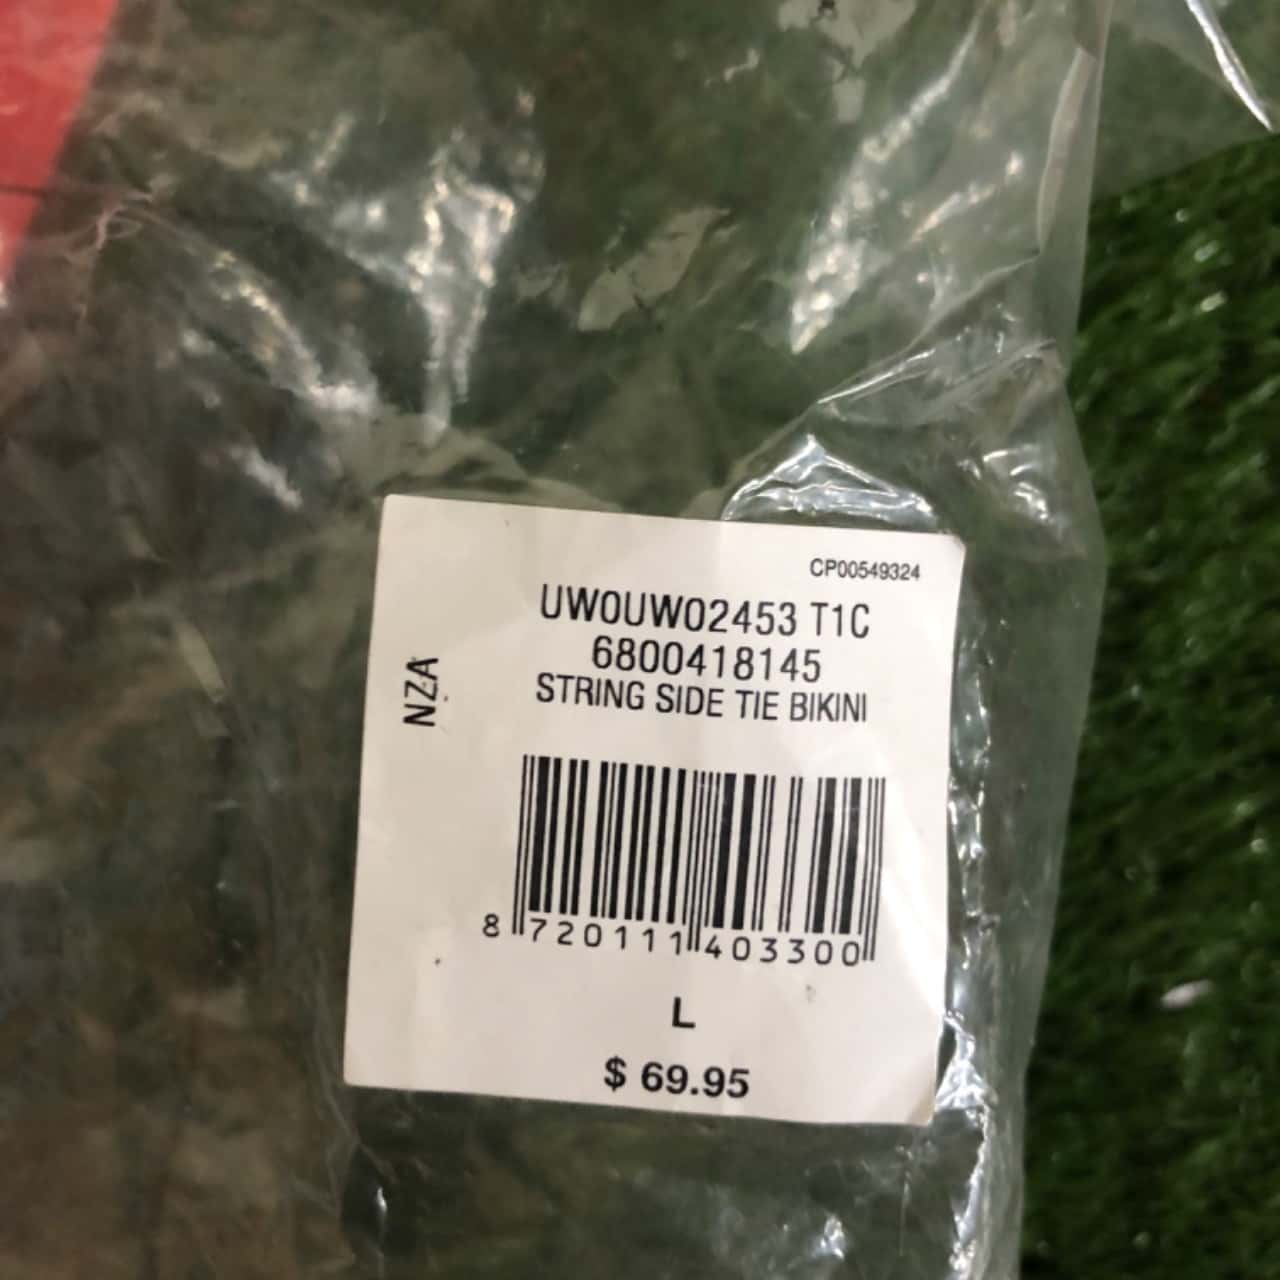 CP00549324
UW0UW02453 T1C
6800418145
STRING SIDE TIE BIKINI
NZA
8 720111 403300
L
$ 69.95